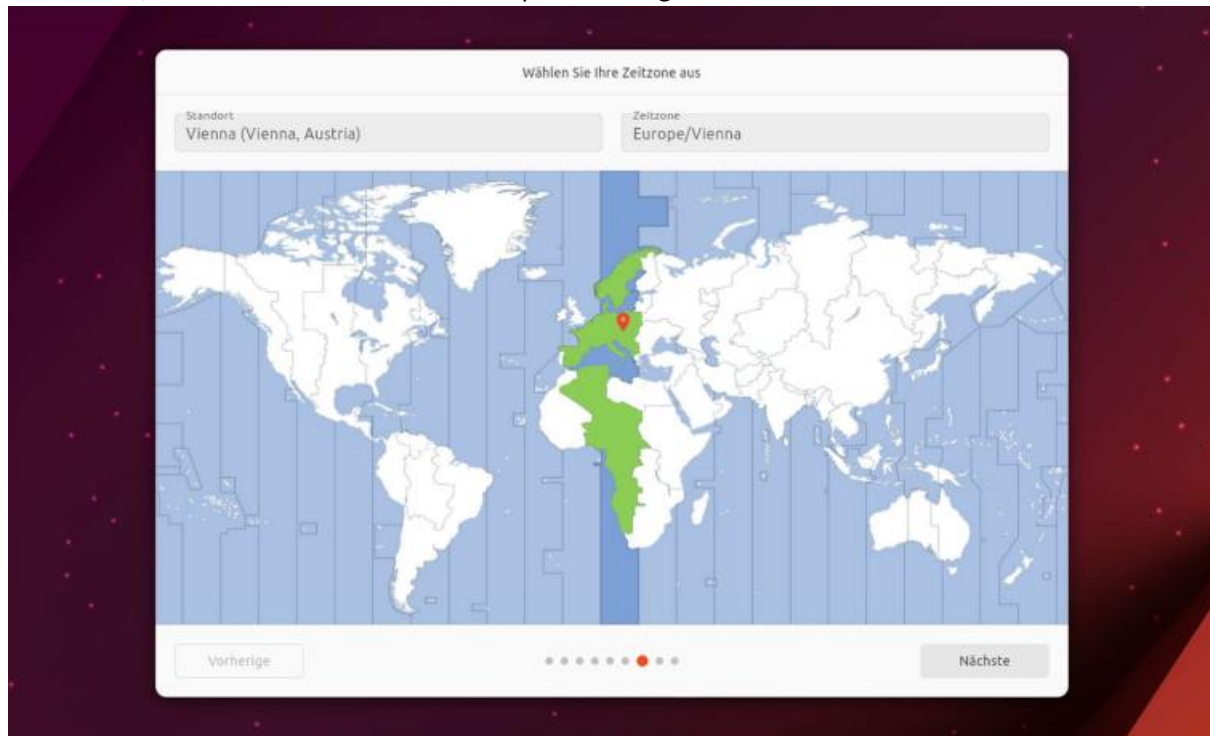 Wählen Sie Ihre Zeitzone aus
Standort
Vienna (Vienna, Austria)
Zeitzone
Europe/Vienna
Vorherige
Nächste